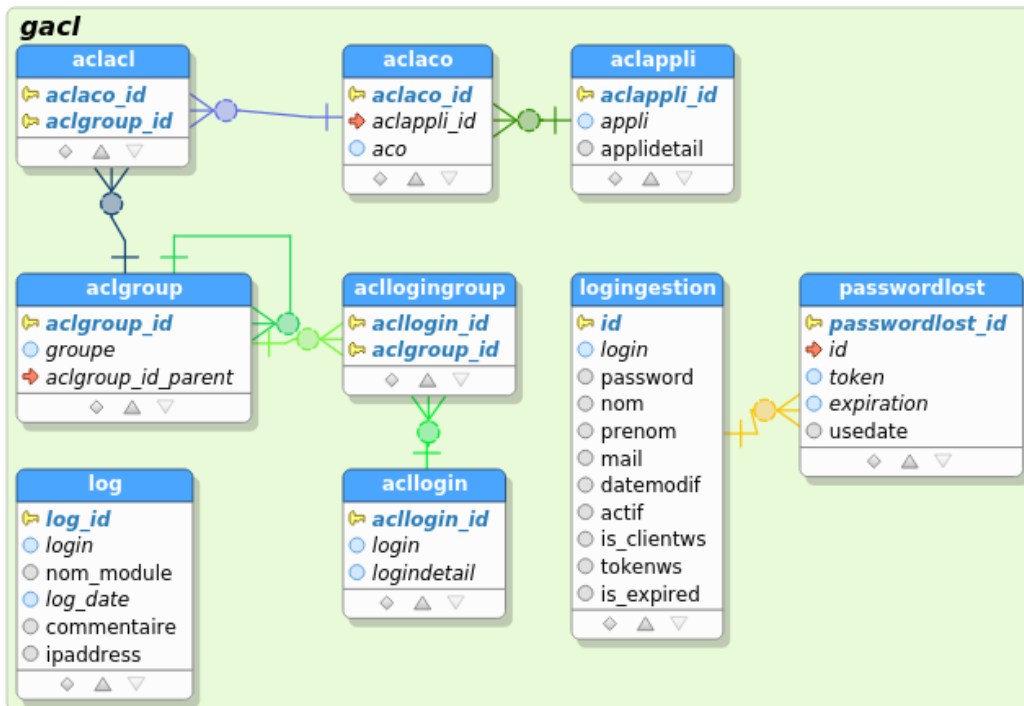 gacl
aclacl
aclaco_id
aclgroup_id
aclaco
aclaco_id
aclappli_id
aco
aclappli
aclappli_id
appli
applidetail
aclgroup
aclgroup_id
groupe
aclgroup_id_parent
acllogingroup
acllogin_id
aclgroup_id
logingestion
id
login
password
nom
prenom
mail
datemodif
actif
is_clientws
tokenws
is_expired
passwordlost
passwordlost_id
id
token
expiration
usedate
log
log_id
login
nom_module
log_date
commentaire
ipaddress
acllogin
acllogin_id
login
logindetail